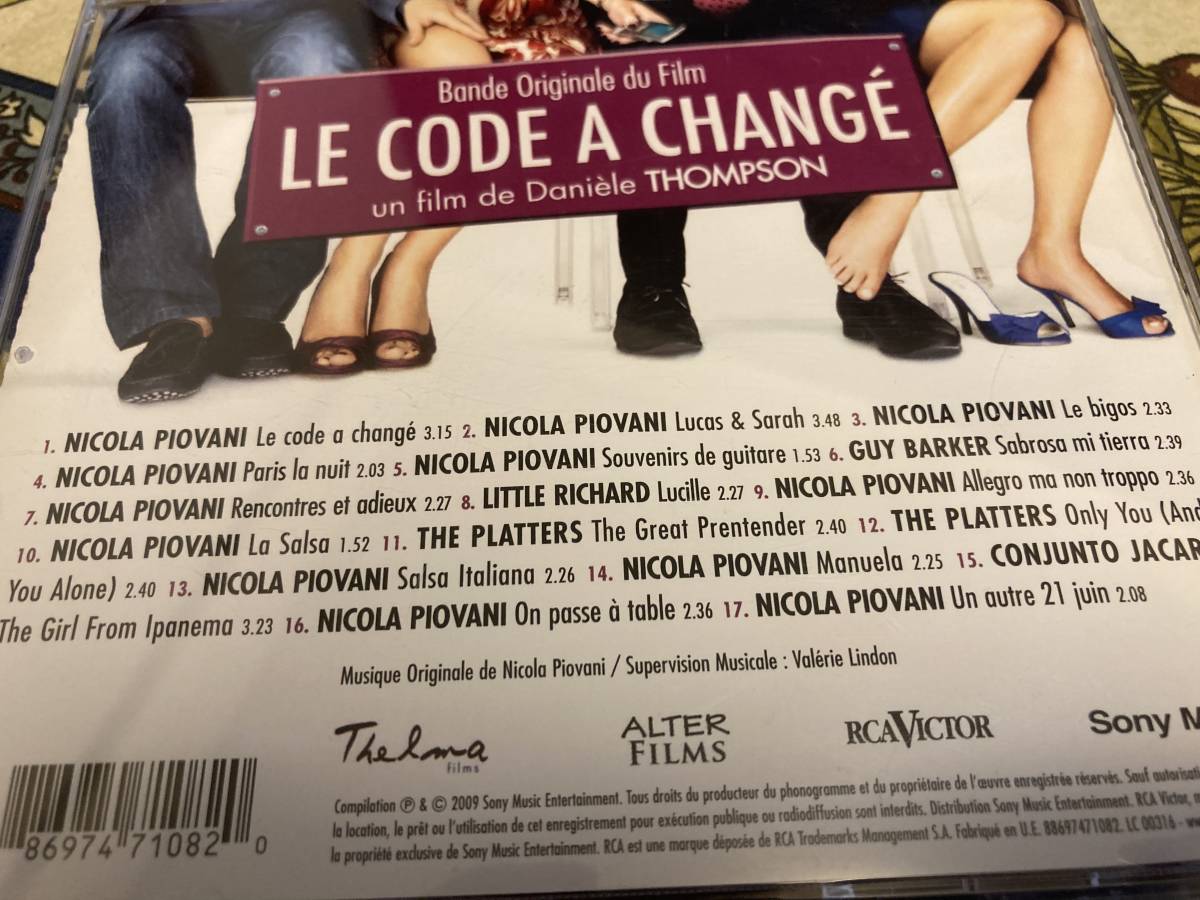 Bande Originale du Film
LE CODE A CHANGÉ
un film de Danièle THOMPSON
1. NICOLA PIOVANI Le code a changé 3.15 2. NICOLA PIOVANI Lucas & Sarah 3.48 3. NICOLA PIOVANI Le bigos 2.33
4. NICOLA PIOVANI Paris la nuit 2.03 5. NICOLA PIOVANI Souvenirs de guitare 1.53 6. GUY BARKER Sabrosa mi tierra 2.39
7. NICOLA PIOVANI Rencontres et adieux 2.27 8. LITTLE RICHARD Lucille 2.27 9. NICOLA PIOVANI Allegro ma non troppo 2.36
10. NICOLA PIOVANI La Salsa 1.52 11. THE PLATTERS The Great Prentender 2.40 12. THE PLATTERS Only You (And
You Alone) 2.40 13. NICOLA PIOVANI Salsa Italiana 2.26 14. NICOLA PIOVANI Manuela 2.25 15. CONJUNTO JACAR
The Girl From Ipanema 3.23 16. NICOLA PIOVANI On passe à table 2.36 17. NICOLA PIOVANI Un autre 21 juin 2.08
Musique Originale de Nicola Piovani / Supervision Musicale : Valérie Lindon
Thelma films
ALTER FILMS
RCA VICTOR
Sony M
Compilation ℗ & © 2009 Sony Music Entertainment. Tous droits du producteur du phonogramme et du propriétaire de l'œuvre enregistrée réservés. Sauf autorisati
la location, le prêt ou l'utilisation de cet enregistrement pour exécution publique ou radiodiffusion sont interdits. Distribution Sony Music Entertainment. RCA Victor,
la propriété exclusive de Sony Music Entertainment. RCA est une marque déposée de RCA Trademarks Management S.A. Fabriqué en U.E. 88697471082. LC 00316 -
86974 71082 0